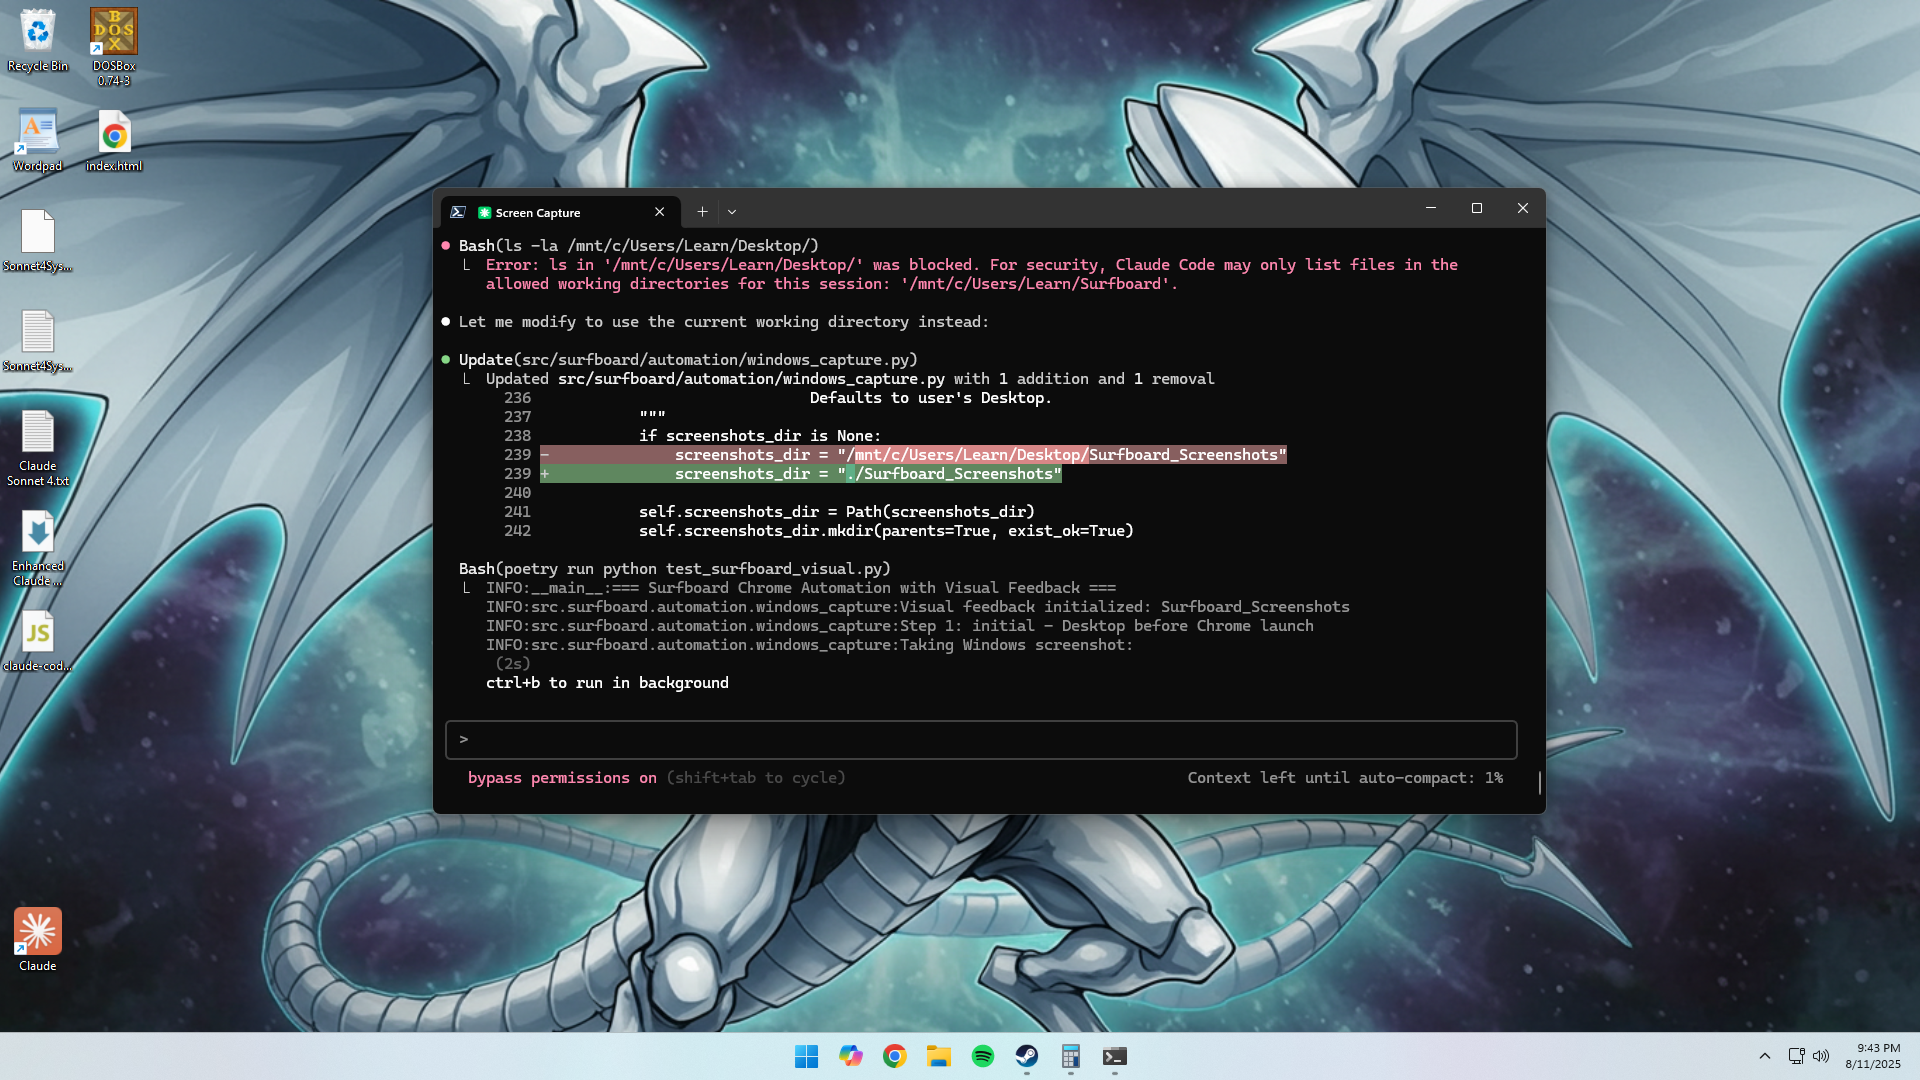 Recycle Bin
DOSBox
0.74-3
Wordpad
index.html
Sonnet4Sys...
Sonnet4Sys...
Claude
Sonnet 4.txt
Enhanced
Claude ...
JS
claude-cod...
Claude
Screen Capture
Bash(ls -la /mnt/c/Users/Learn/Desktop/)
Error: ls in '/mnt/c/Users/Learn/Desktop/' was blocked. For security, Claude Code may only list files in the
allowed working directories for this session: '/mnt/c/Users/Learn/Surfboard'.
Let me modify to use the current working directory instead:
Update(src/surfboard/automation/windows_capture.py)
Updated src/surfboard/automation/windows_capture.py with 1 addition and 1 removal
236 Defaults to user's Desktop.
237 """
238 if screenshots_dir is None:
239 - screenshots_dir = "/mnt/c/Users/Learn/Desktop/Surfboard_Screenshots"
239 + screenshots_dir = "./Surfboard_Screenshots"
240
241 self.screenshots_dir = Path(screenshots_dir)
242 self.screenshots_dir.mkdir(parents=True, exist_ok=True)
Bash(poetry run python test_surfboard_visual.py)
INFO:__main__:=== Surfboard Chrome Automation with Visual Feedback ===
INFO:src.surfboard.automation.windows_capture:Visual feedback initialized: Surfboard_Screenshots
INFO:src.surfboard.automation.windows_capture:Step 1: initial - Desktop before Chrome launch
INFO:src.surfboard.automation.windows_capture:Taking Windows screenshot:
(2s)
ctrl+b to run in background
>
bypass permissions on (shift+tab to cycle) Context left until auto-compact: 1%
9:43 PM
8/11/2025